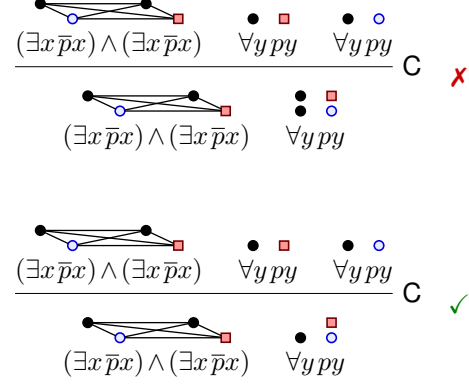 (∃x p̅x)∧(∃x p̅x) ∀y py ∀y py
C ✗
(∃x p̅x)∧(∃x p̅x) ∀y py
(∃x p̅x)∧(∃x p̅x) ∀y py ∀y py
C ✓
(∃x p̅x)∧(∃x p̅x) ∀y py